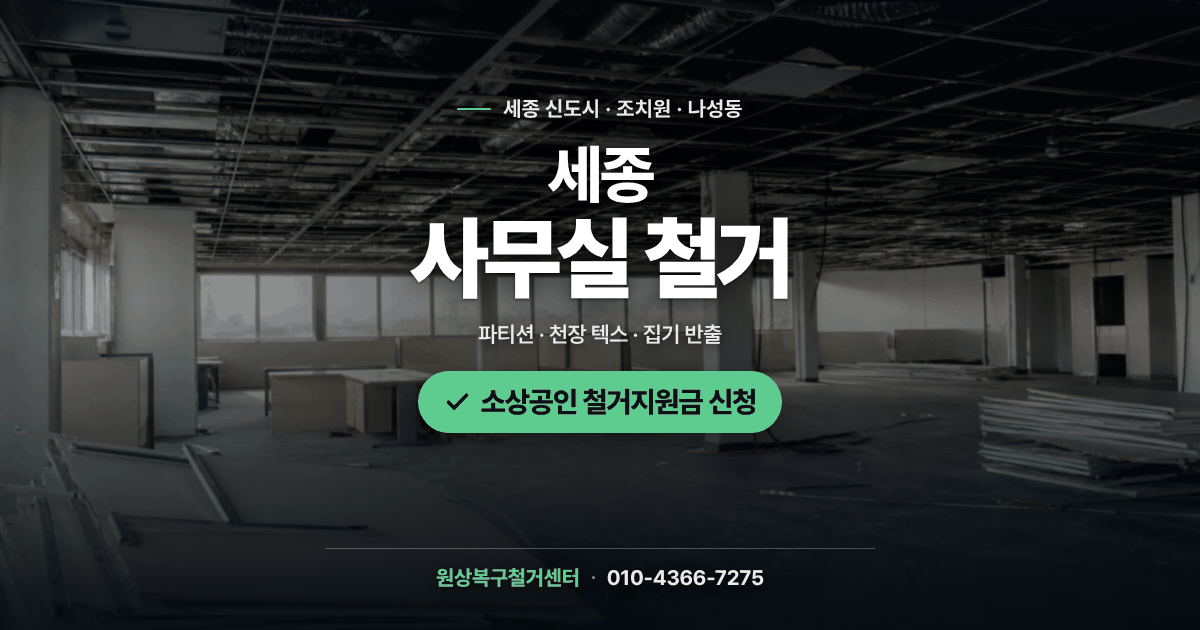 세종 신도시 · 조치원 · 나성동
세종
사무실 철거
파티션 · 천장 텍스 · 집기 반출
소상공인 철거지원금 신청
원상복구철거센터 · 010-4366-7275